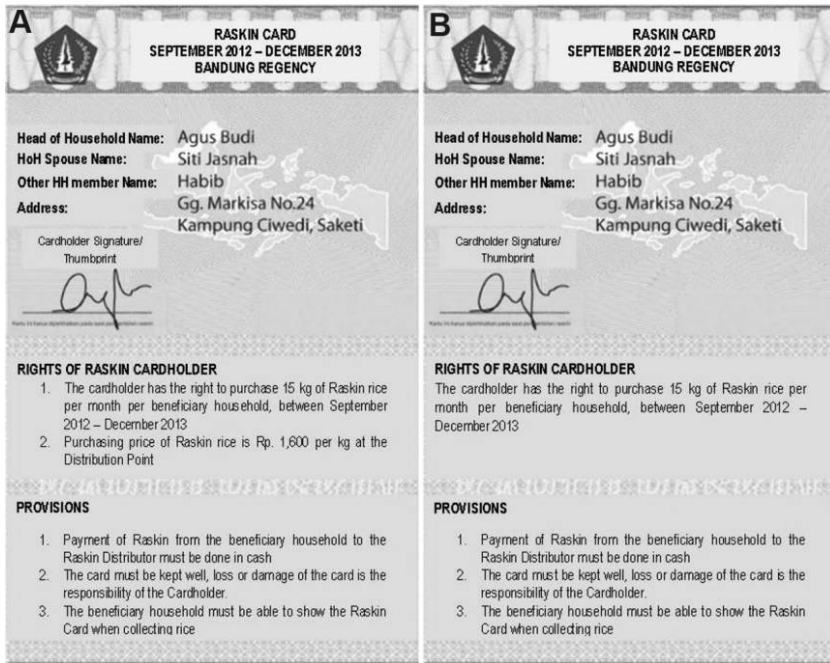 A
RASKIN CARD
SEPTEMBER 2012 – DECEMBER 2013
BANDUNG REGENCY
Head of Household Name: Agus Budi
HoH Spouse Name: Siti Jasnah
Other HH member Name: Habib
Address: Gg. Markisa No.24
Kampung Ciwedi, Saketi
Cardholder Signature/
Thumbprint
RIGHTS OF RASKIN CARDHOLDER
1. The cardholder has the right to purchase 15 kg of Raskin rice
per month per beneficiary household, between September
2012 – December 2013
2. Purchasing price of Raskin rice is Rp. 1,600 per kg at the
Distribution Point
PROVISIONS
1. Payment of Raskin from the beneficiary household to the
Raskin Distributor must be done in cash
2. The card must be kept well, loss or damage of the card is the
responsibility of the Cardholder.
3. The beneficiary household must be able to show the Raskin
Card when collecting rice
B
RASKIN CARD
SEPTEMBER 2012 – DECEMBER 2013
BANDUNG REGENCY
Head of Household Name: Agus Budi
HoH Spouse Name: Siti Jasnah
Other HH member Name: Habib
Address: Gg. Markisa No.24
Kampung Ciwedi, Saketi
Cardholder Signature/
Thumbprint
RIGHTS OF RASKIN CARDHOLDER
The cardholder has the right to purchase 15 kg of Raskin rice per
month per beneficiary household, between September 2012 –
December 2013
PROVISIONS
1. Payment of Raskin from the beneficiary household to the
Raskin Distributor must be done in cash
2. The card must be kept well, loss or damage of the card is the
responsibility of the Cardholder.
3. The beneficiary household must be able to show the Raskin
Card when collecting rice